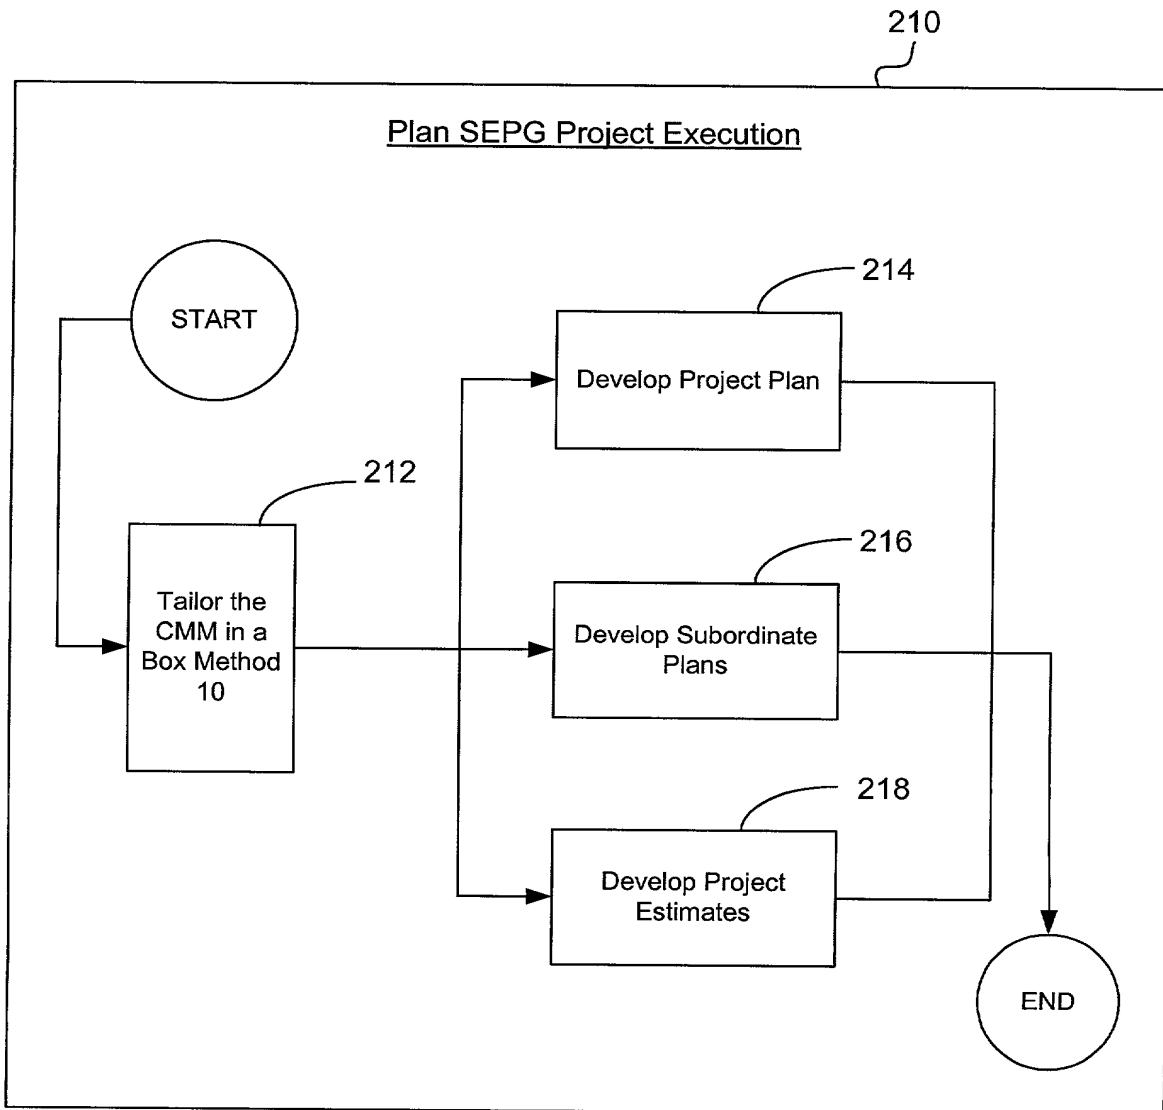 210
Plan SEPG Project Execution
START
214
Develop Project Plan
212
Tailor the
CMM in a
Box Method
10
216
Develop Subordinate
Plans
218
Develop Project
Estimates
END